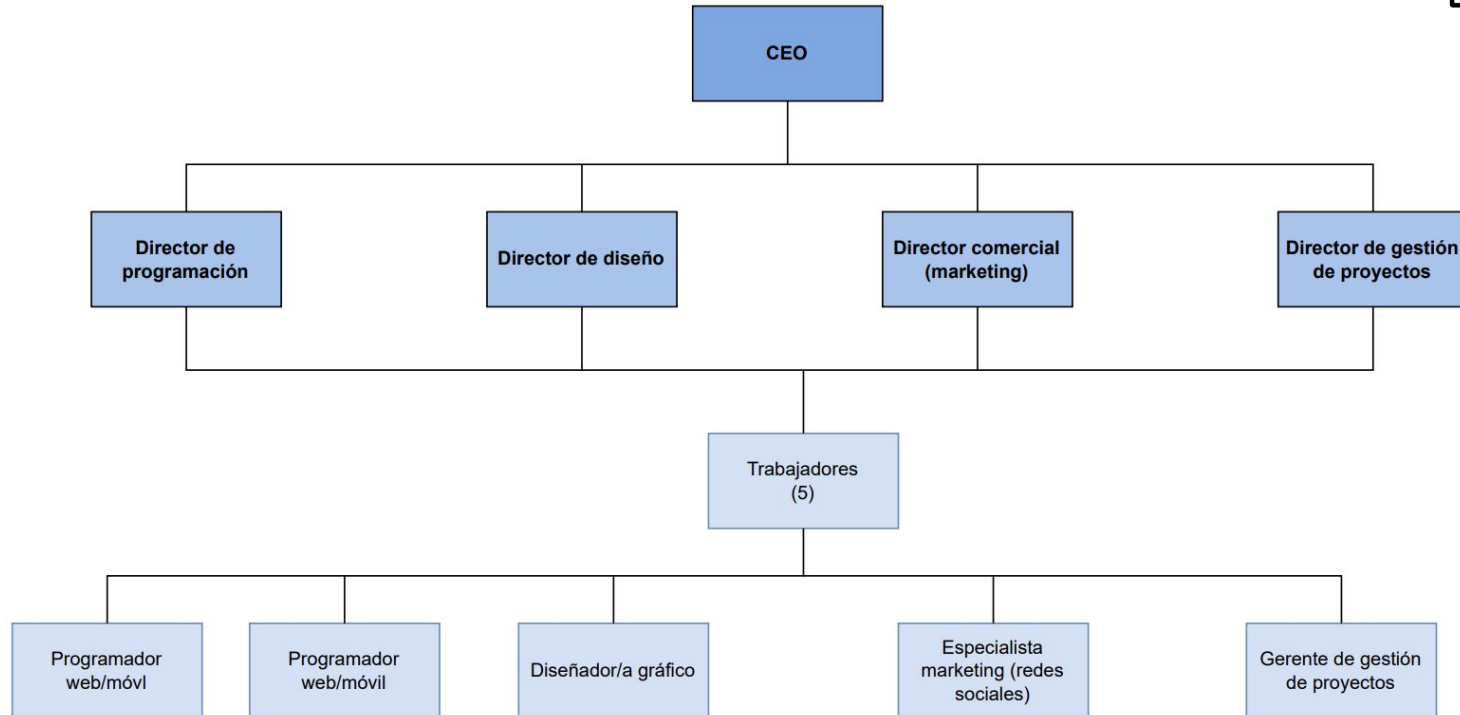 CEO
Director de
programación
Director de diseño
Director comercial
(marketing)
Director de gestión
de proyectos
Trabajadores
(5)
Programador
web/móvl
Programador
web/móvil
Diseñador/a gráfico
Especialista
marketing (redes
sociales)
Gerente de gestión
de proyectos